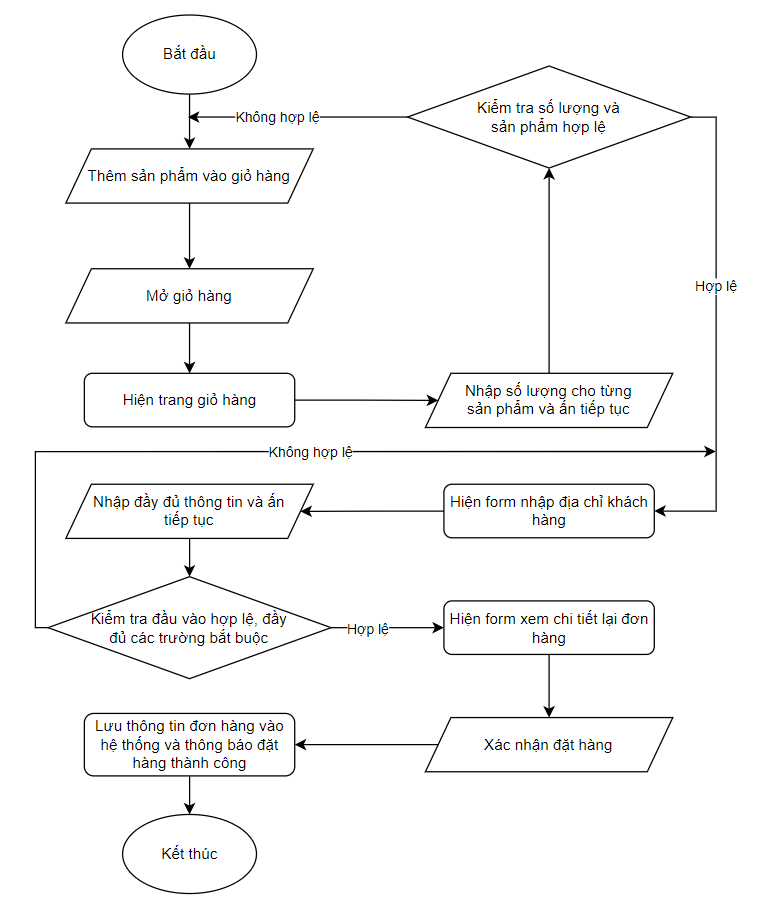 Bắt đầu
Kiểm tra số lượng và
sản phẩm hợp lệ
Không hợp lệ
Thêm sản phẩm vào giỏ hàng
Hợp lệ
Mở giỏ hàng
Hiện trang giỏ hàng
Nhập số lượng cho từng
sản phẩm và ấn tiếp tục
Không hợp lệ
Nhập đầy đủ thông tin và ấn
tiếp tục
Hiện form nhập địa chỉ khách
hàng
Kiểm tra đầu vào hợp lệ, đầy
đủ các trường bắt buộc
Hợp lệ
Hiện form xem chi tiết lại đơn
hàng
Lưu thông tin đơn hàng vào
hệ thống và thông báo đặt
hàng thành công
Xác nhận đặt hàng
Kết thúc